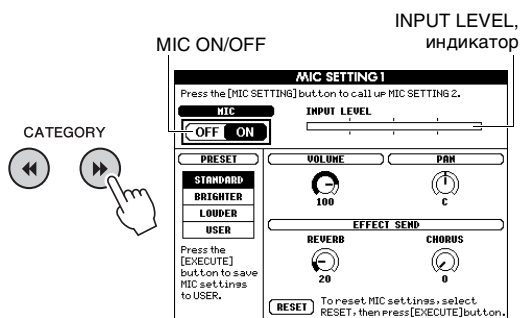 INPUT LEVEL,
индикатор
MIC ON/OFF
MIC SETTING1
Press the [MIC SETTING] button to call up MIC SETTING 2.
MIC
INPUT LEVEL
OFF ON
CATEGORY
PRESET
VOLUME
PAN
STANDARD
BRIGHTER
LOUDER
USER
100
C
EFFECT SEND
REVERB
CHORUS
20
0
Press the
[EXECUTE]
button to save
MIC settings
to USER.
RESET
To reset MIC settings, select
RESET, then press[EXECUTE]button.